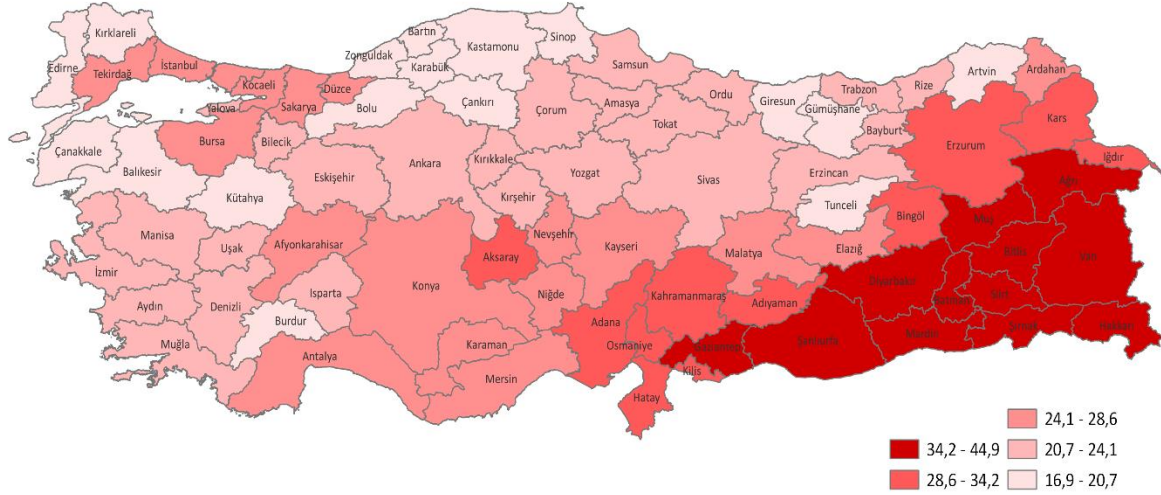 Kırklareli
Edirne
Tekirdağ
İstanbul
Kocaeli
Yalova
Sakarya
Düzce
Zonguldak
Bartın
Karabük
Kastamonu
Sinop
Bolu
Çankırı
Samsun
Çorum
Amasya
Ordu
Tokat
Giresun
Gümüşhane
Trabzon
Rize
Artvin
Ardahan
Bayburt
Erzurum
Kars
Iğdır
Ağrı
Çanakkale
Balıkesir
Bursa
Bilecik
Kütahya
Eskişehir
Ankara
Kırıkkale
Kırşehir
Yozgat
Sivas
Erzincan
Tunceli
Bingöl
Muş
Bitlis
Van
Manisa
Uşak
Afyonkarahisar
İzmir
Aydın
Denizli
Isparta
Burdur
Muğla
Antalya
Konya
Aksaray
Nevşehir
Niğde
Kayseri
Malatya
Elazığ
Diyarbakır
Batman
Siirt
Mardin
Şırnak
Hakkari
Karaman
Mersin
Adana
Osmaniye
Kahramanmaraş
Adıyaman
Gaziantep
Kilis
Şanlıurfa
Hatay
24,1 - 28,6
34,2 - 44,9
20,7 - 24,1
28,6 - 34,2
16,9 - 20,7